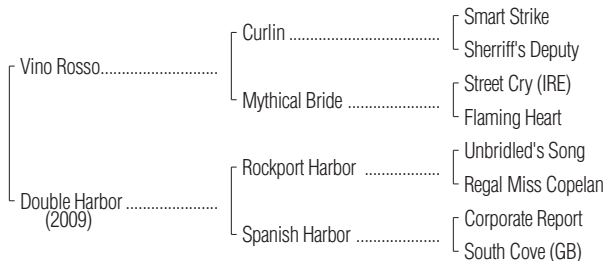 Smart Strike
Curlin ..............................
Sherriff's Deputy
Vino Rosso.......................
Street Cry (IRE)
Mythical Bride ..................
Flaming Heart
Unbridled's Song
Rockport Harbor ...............
Regal Miss Copelan
Double Harbor ..................
(2009)
Corporate Report
Spanish Harbor ................
South Cove (GB)